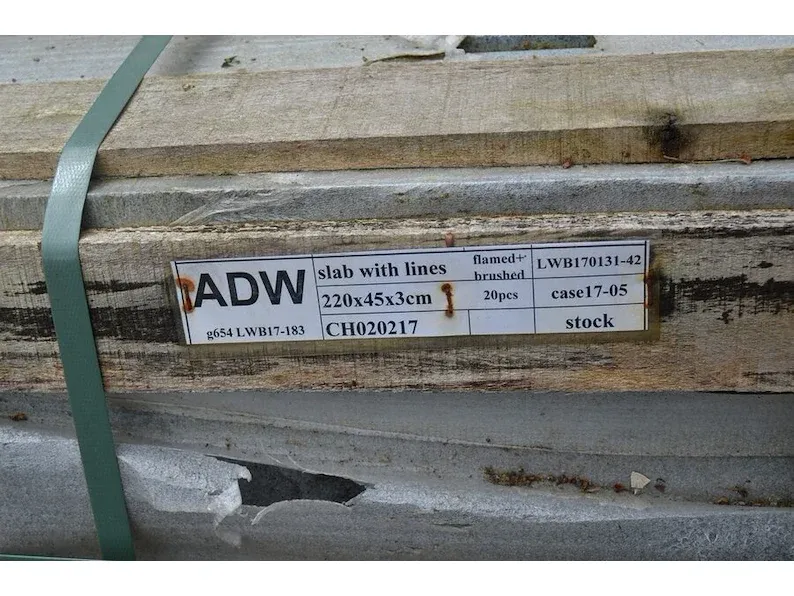 ADW
g654 LWB17-183
slab with lines
flamed+
brushed
LWB170131-42
220x45x3cm
20pcs
case17-05
CH020217
stock